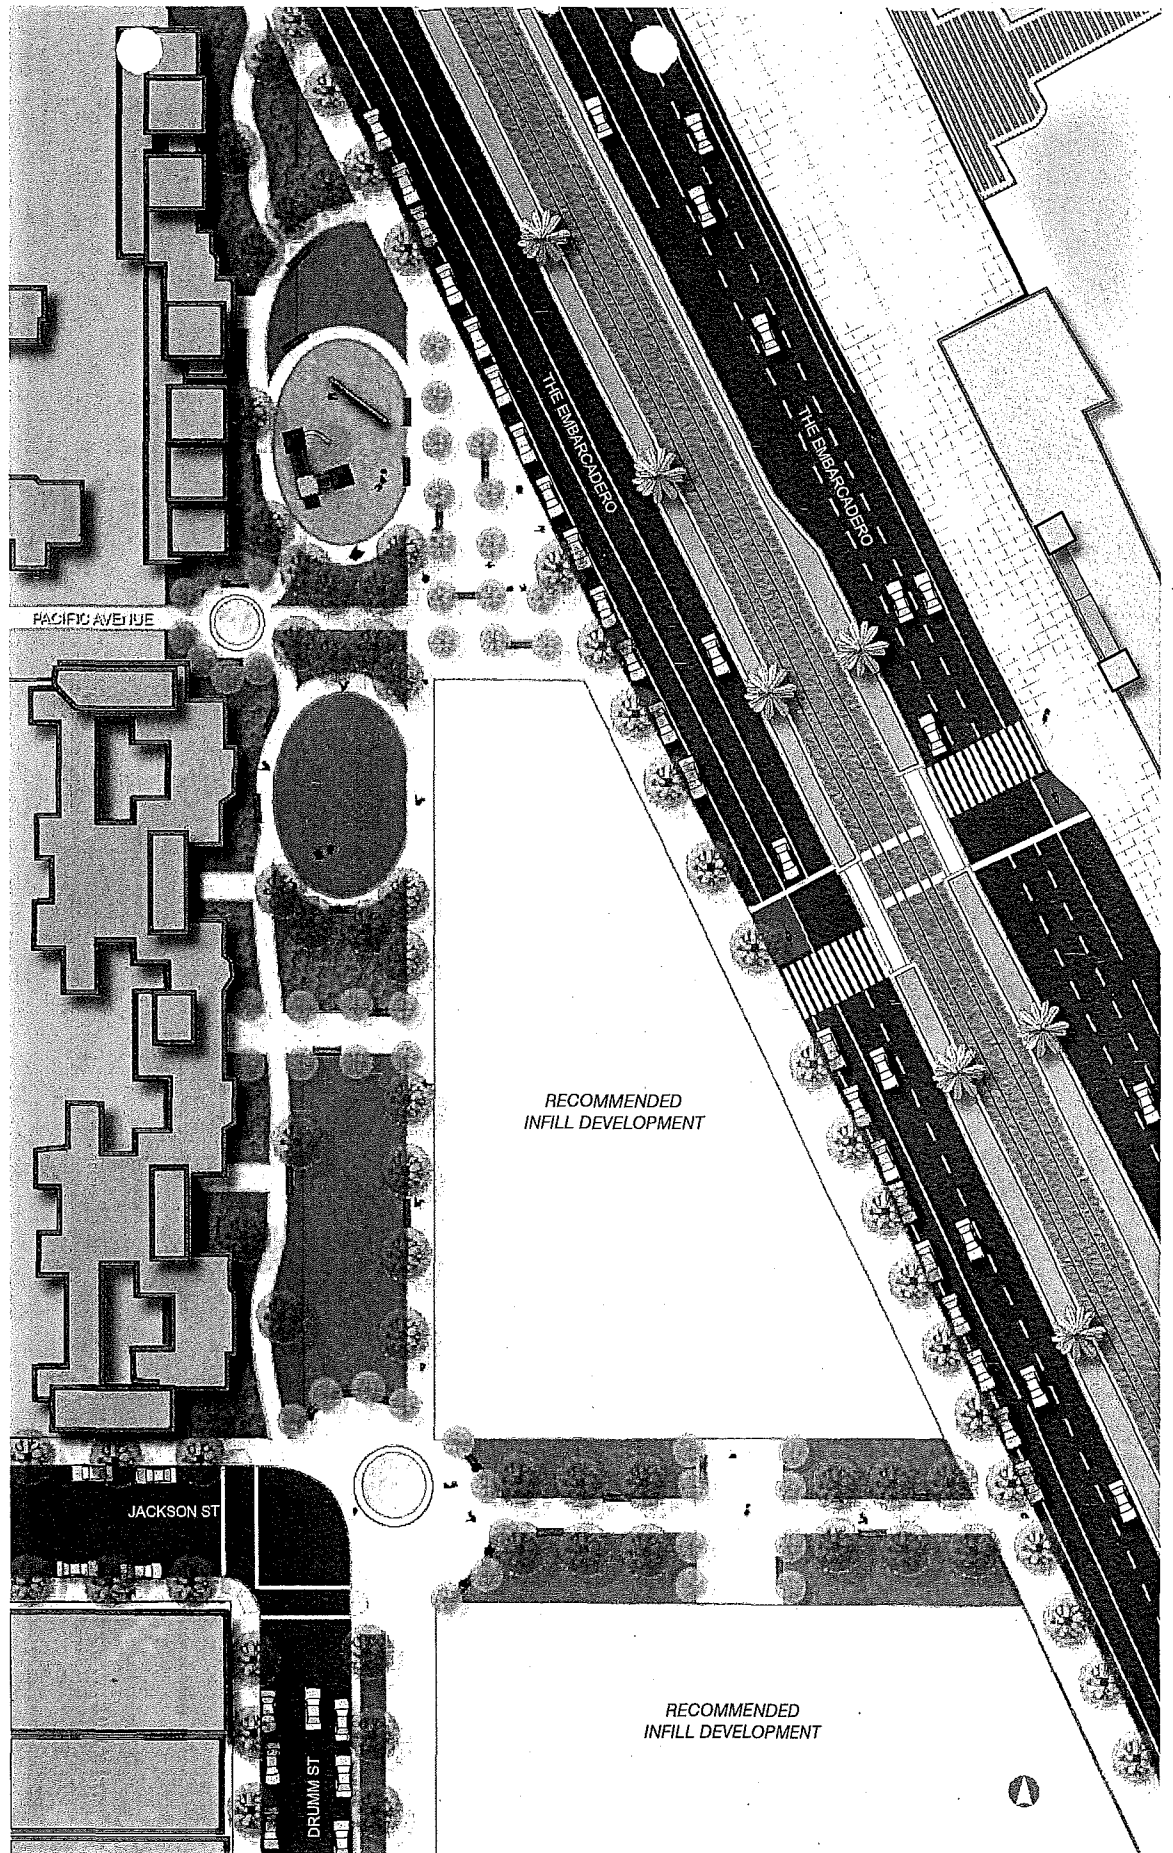 THE EMBARCADERO
THE EMBARCADERO
PACIFIC AVENUE
RECOMMENDED
INFILL DEVELOPMENT
JACKSON ST
RECOMMENDED
INFILL DEVELOPMENT
DRUMM ST